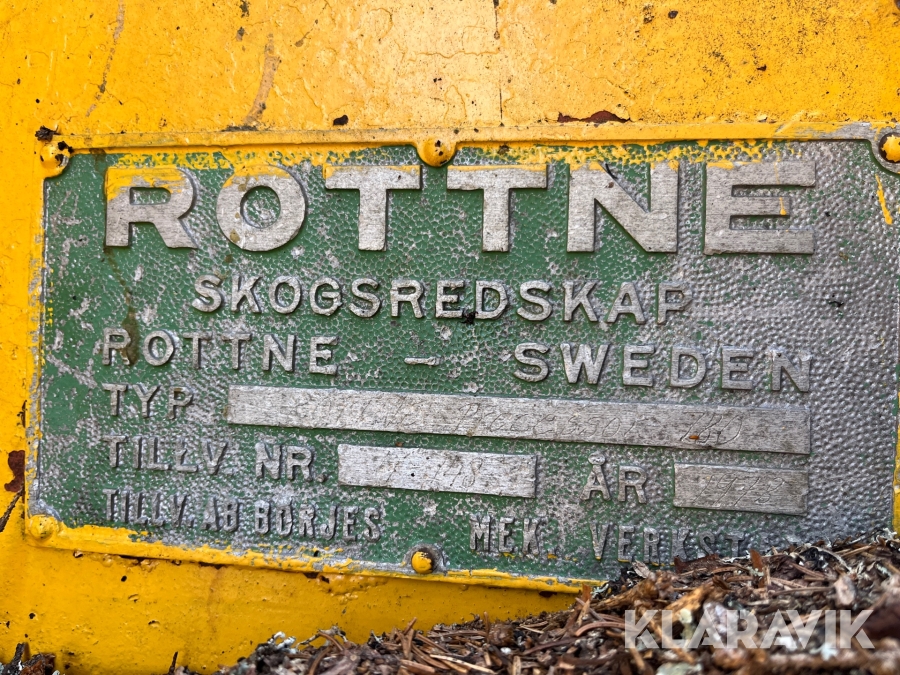 ROTTNE
SKOGSREDSKAP
ROTTNE – SWEDEN
TYP
TILLV. NR. ÅR
TILLV. AB BÖRJES MEK. VERKST.
KLARAVIK